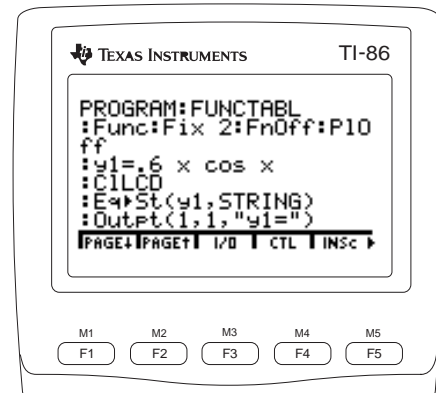 TEXAS INSTRUMENTS TI-86
PROGRAM:FUNCTABL
:Func:Fix 2:FnOff:PlO
ff
:y1=.6 x cos x
:ClLCD
:Eq▸St(y1,STRING)
:Outpt(1,1,"y1=")
PAGE↓ PAGE↑ I/O CTL INSc ▸
M1 M2 M3 M4 M5
F1 F2 F3 F4 F5